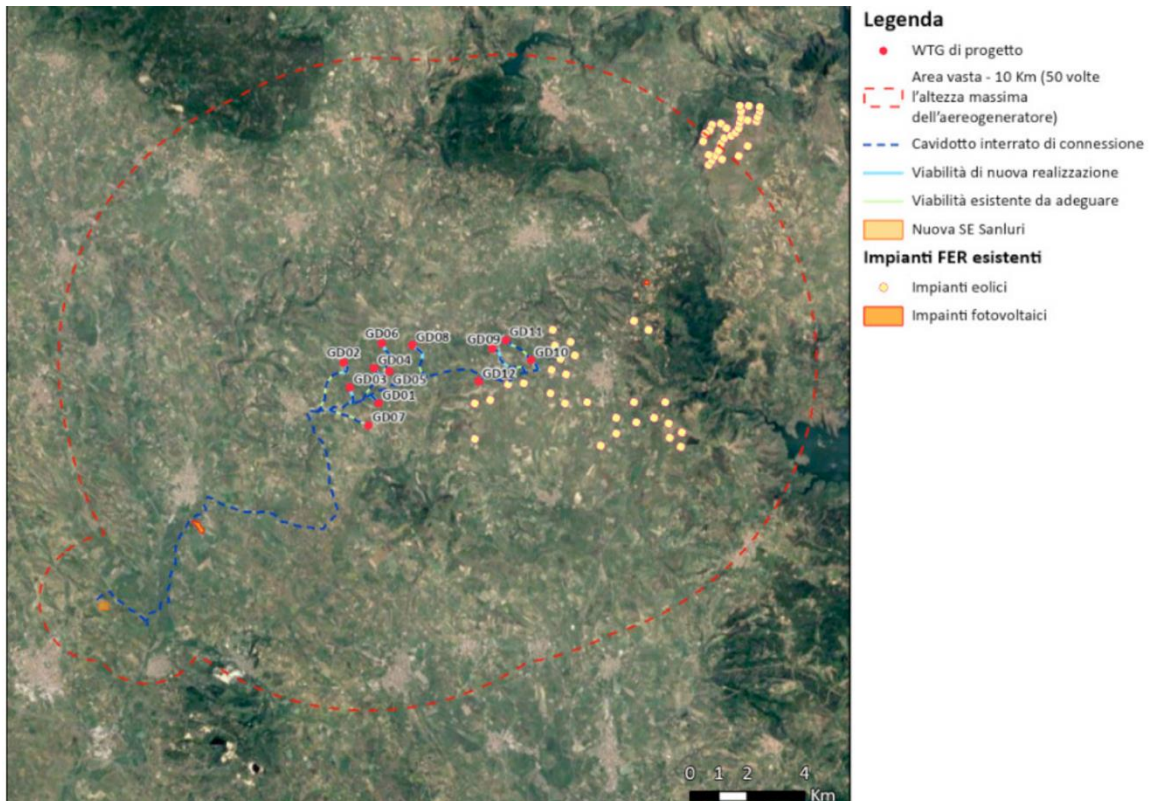 Legenda
WTG di progetto
Area vasta - 10 Km (50 volte
l'altezza massima
dell'aereogeneratore)
Cavidotto interrato di connessione
Viabilità di nuova realizzazione
Viabilità esistente da adeguare
Nuova SE Sanluri
Impianti FER esistenti
Impianti eolici
Impainti fotovoltaici
GD06
GD08
GD09
GD11
GD02
GD04
GD10
GD03
GD05
GD12
GD01
GD07
0 1 2 4
Km